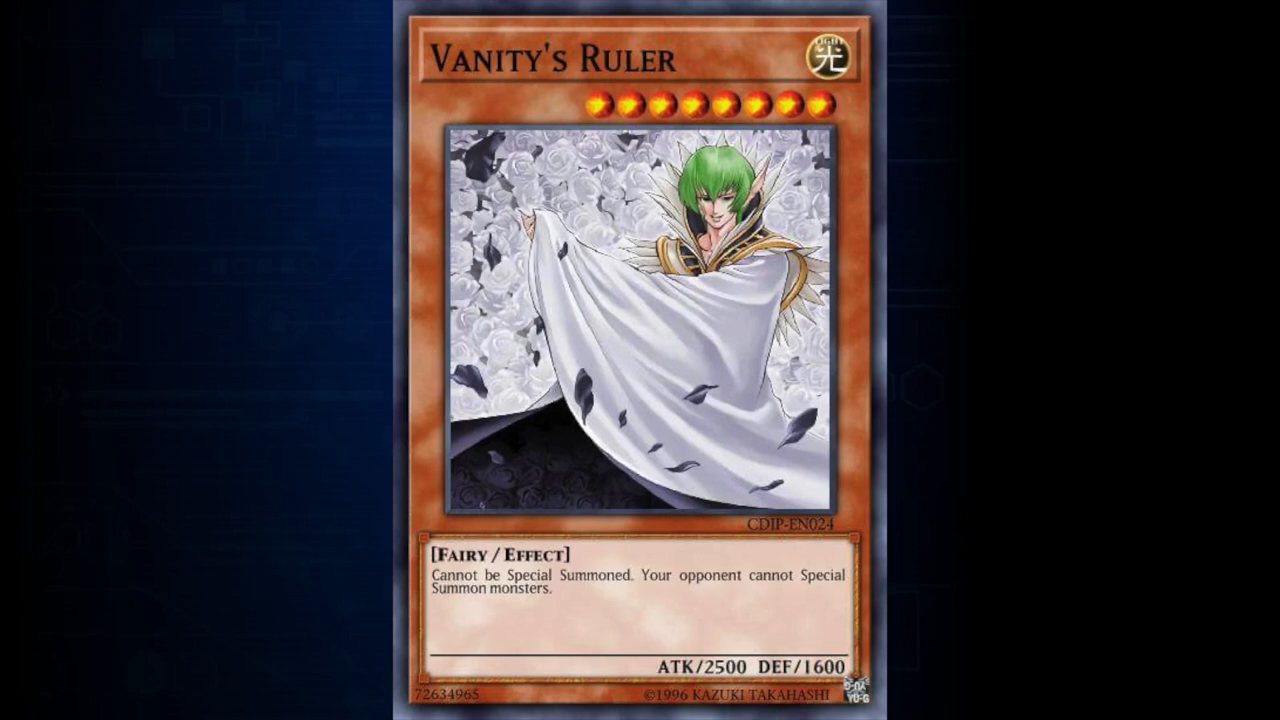 VANITY'S RULER
LIGHT
光
CDIP-EN024
[FAIRY / EFFECT]
Cannot be Special Summoned. Your opponent cannot Special
Summon monsters.
ATK/2500 DEF/1600
72634965
©1996 KAZUKI TAKAHASHI